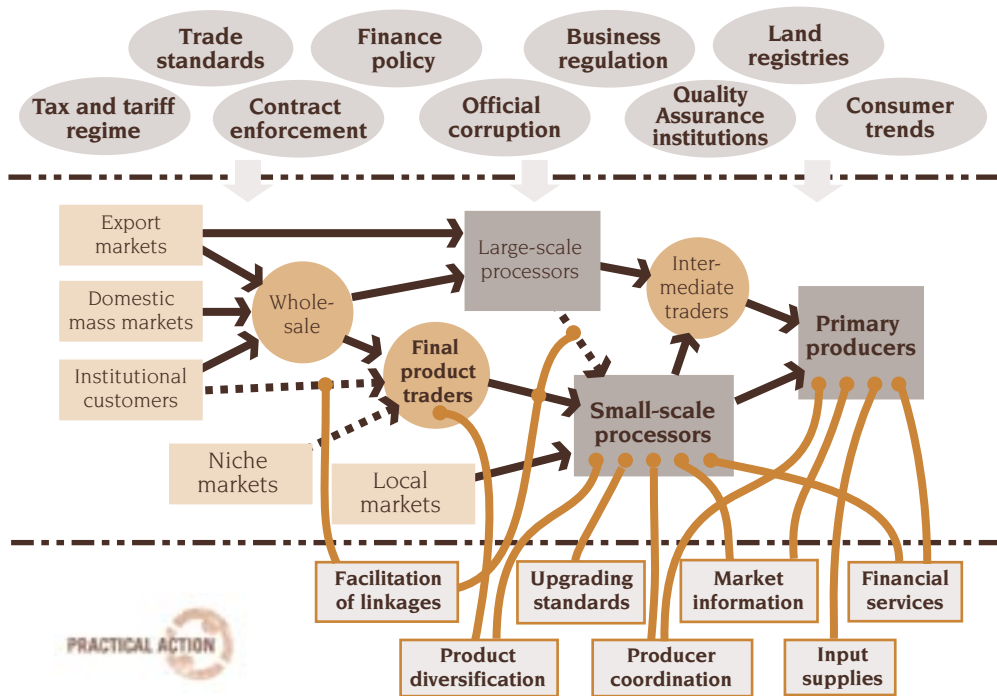 Trade
standards
Finance
policy
Business
regulation
Land
registries
Tax and tariff
regime
Contract
enforcement
Official
corruption
Quality
Assurance
institutions
Consumer
trends
Export
markets
Domestic
mass markets
Institutional
customers
Niche
markets
Local
markets
Whole-
sale
Final
product
traders
Large-scale
processors
Small-scale
processors
Inter-
mediate
traders
Primary
producers
Facilitation
of linkages
Upgrading
standards
Market
information
Financial
services
Product
diversification
Producer
coordination
Input
supplies
PRACTICAL ACTION